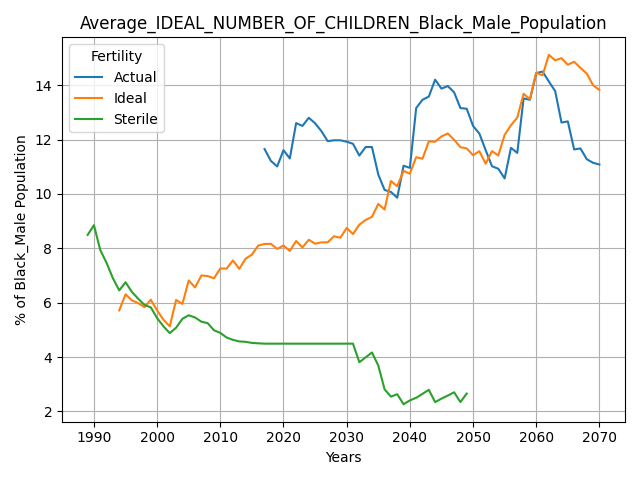 Average_IDEAL_NUMBER_OF_CHILDREN_Black_Male_Population
Fertility
Actual
Ideal
Sterile
% of Black_Male Population
14
12
10
8
6
4
2
1990 2000 2010 2020 2030 2040 2050 2060 2070
Years